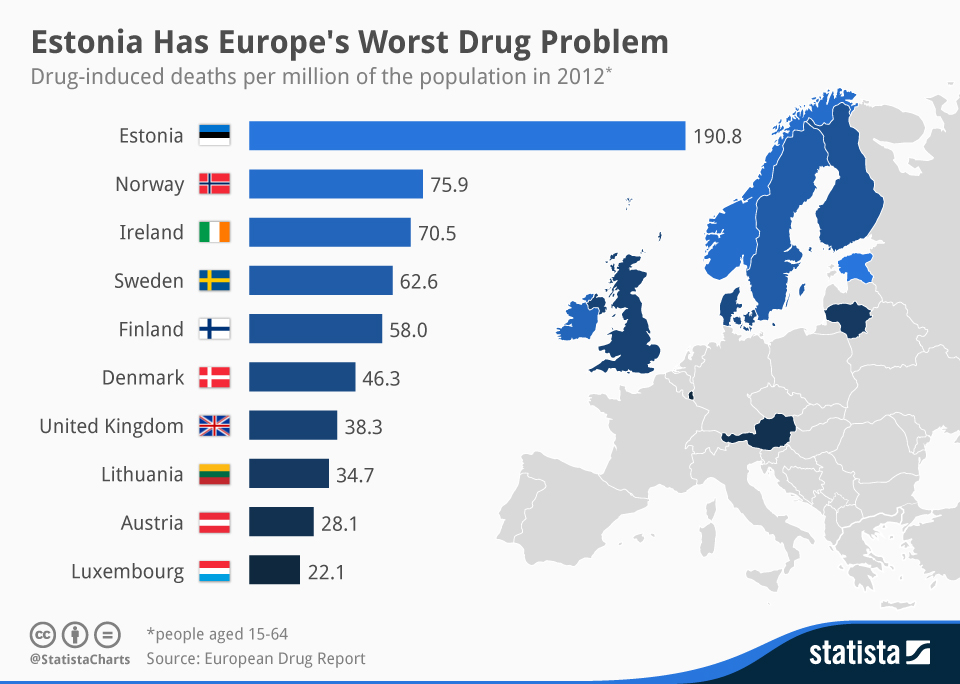 Estonia Has Europe's Worst Drug Problem
Drug-induced deaths per million of the population in 2012*
Estonia 190.8
Norway 75.9
Ireland 70.5
Sweden 62.6
Finland 58.0
Denmark 46.3
United Kingdom 38.3
Lithuania 34.7
Austria 28.1
Luxembourg 22.1
cc
*people aged 15-64
@StatistaCharts Source: European Drug Report
statista